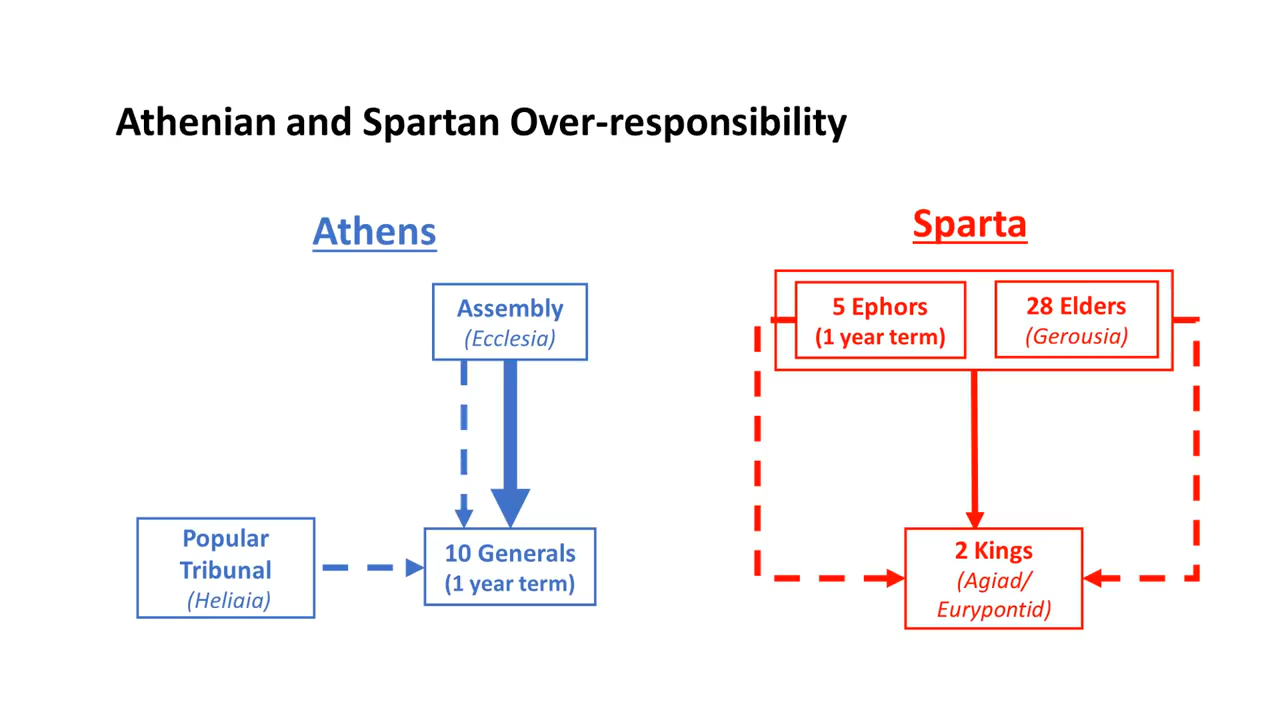 Athenian and Spartan Over-responsibility
Athens
Assembly
(Ecclesia)
Popular
Tribunal
(Heliaia)
10 Generals
(1 year term)
Sparta
5 Ephors
(1 year term)
28 Elders
(Gerousia)
2 Kings
(Agiad/
Eurypontid)